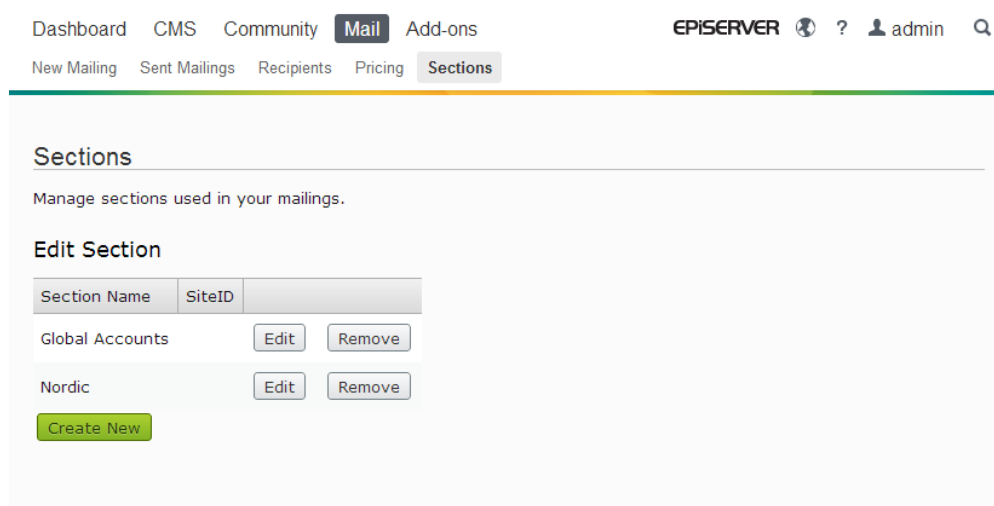 Dashboard CMS Community Mail Add-ons EPiSERVER ? admin
New Mailing Sent Mailings Recipients Pricing Sections
Sections
Manage sections used in your mailings.
Edit Section
Section Name SiteID
Global Accounts Edit Remove
Nordic Edit Remove
Create New